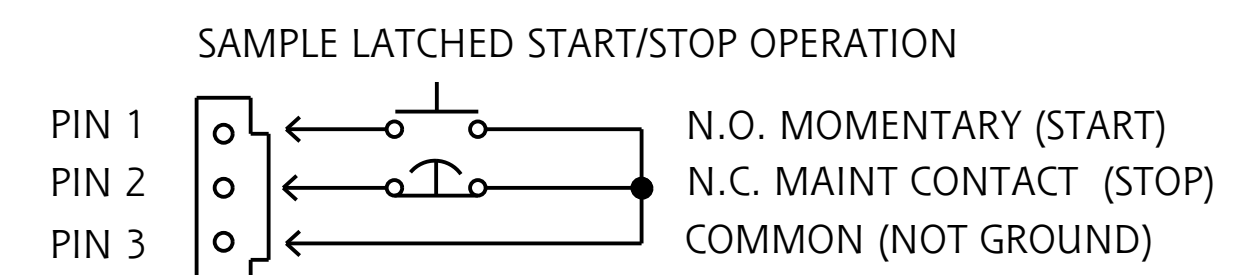 SAMPLE LATCHED START/STOP OPERATION
PIN 1 N.O. MOMENTARY (START)
PIN 2 N.C. MAINT CONTACT (STOP)
PIN 3 COMMON (NOT GROUND)